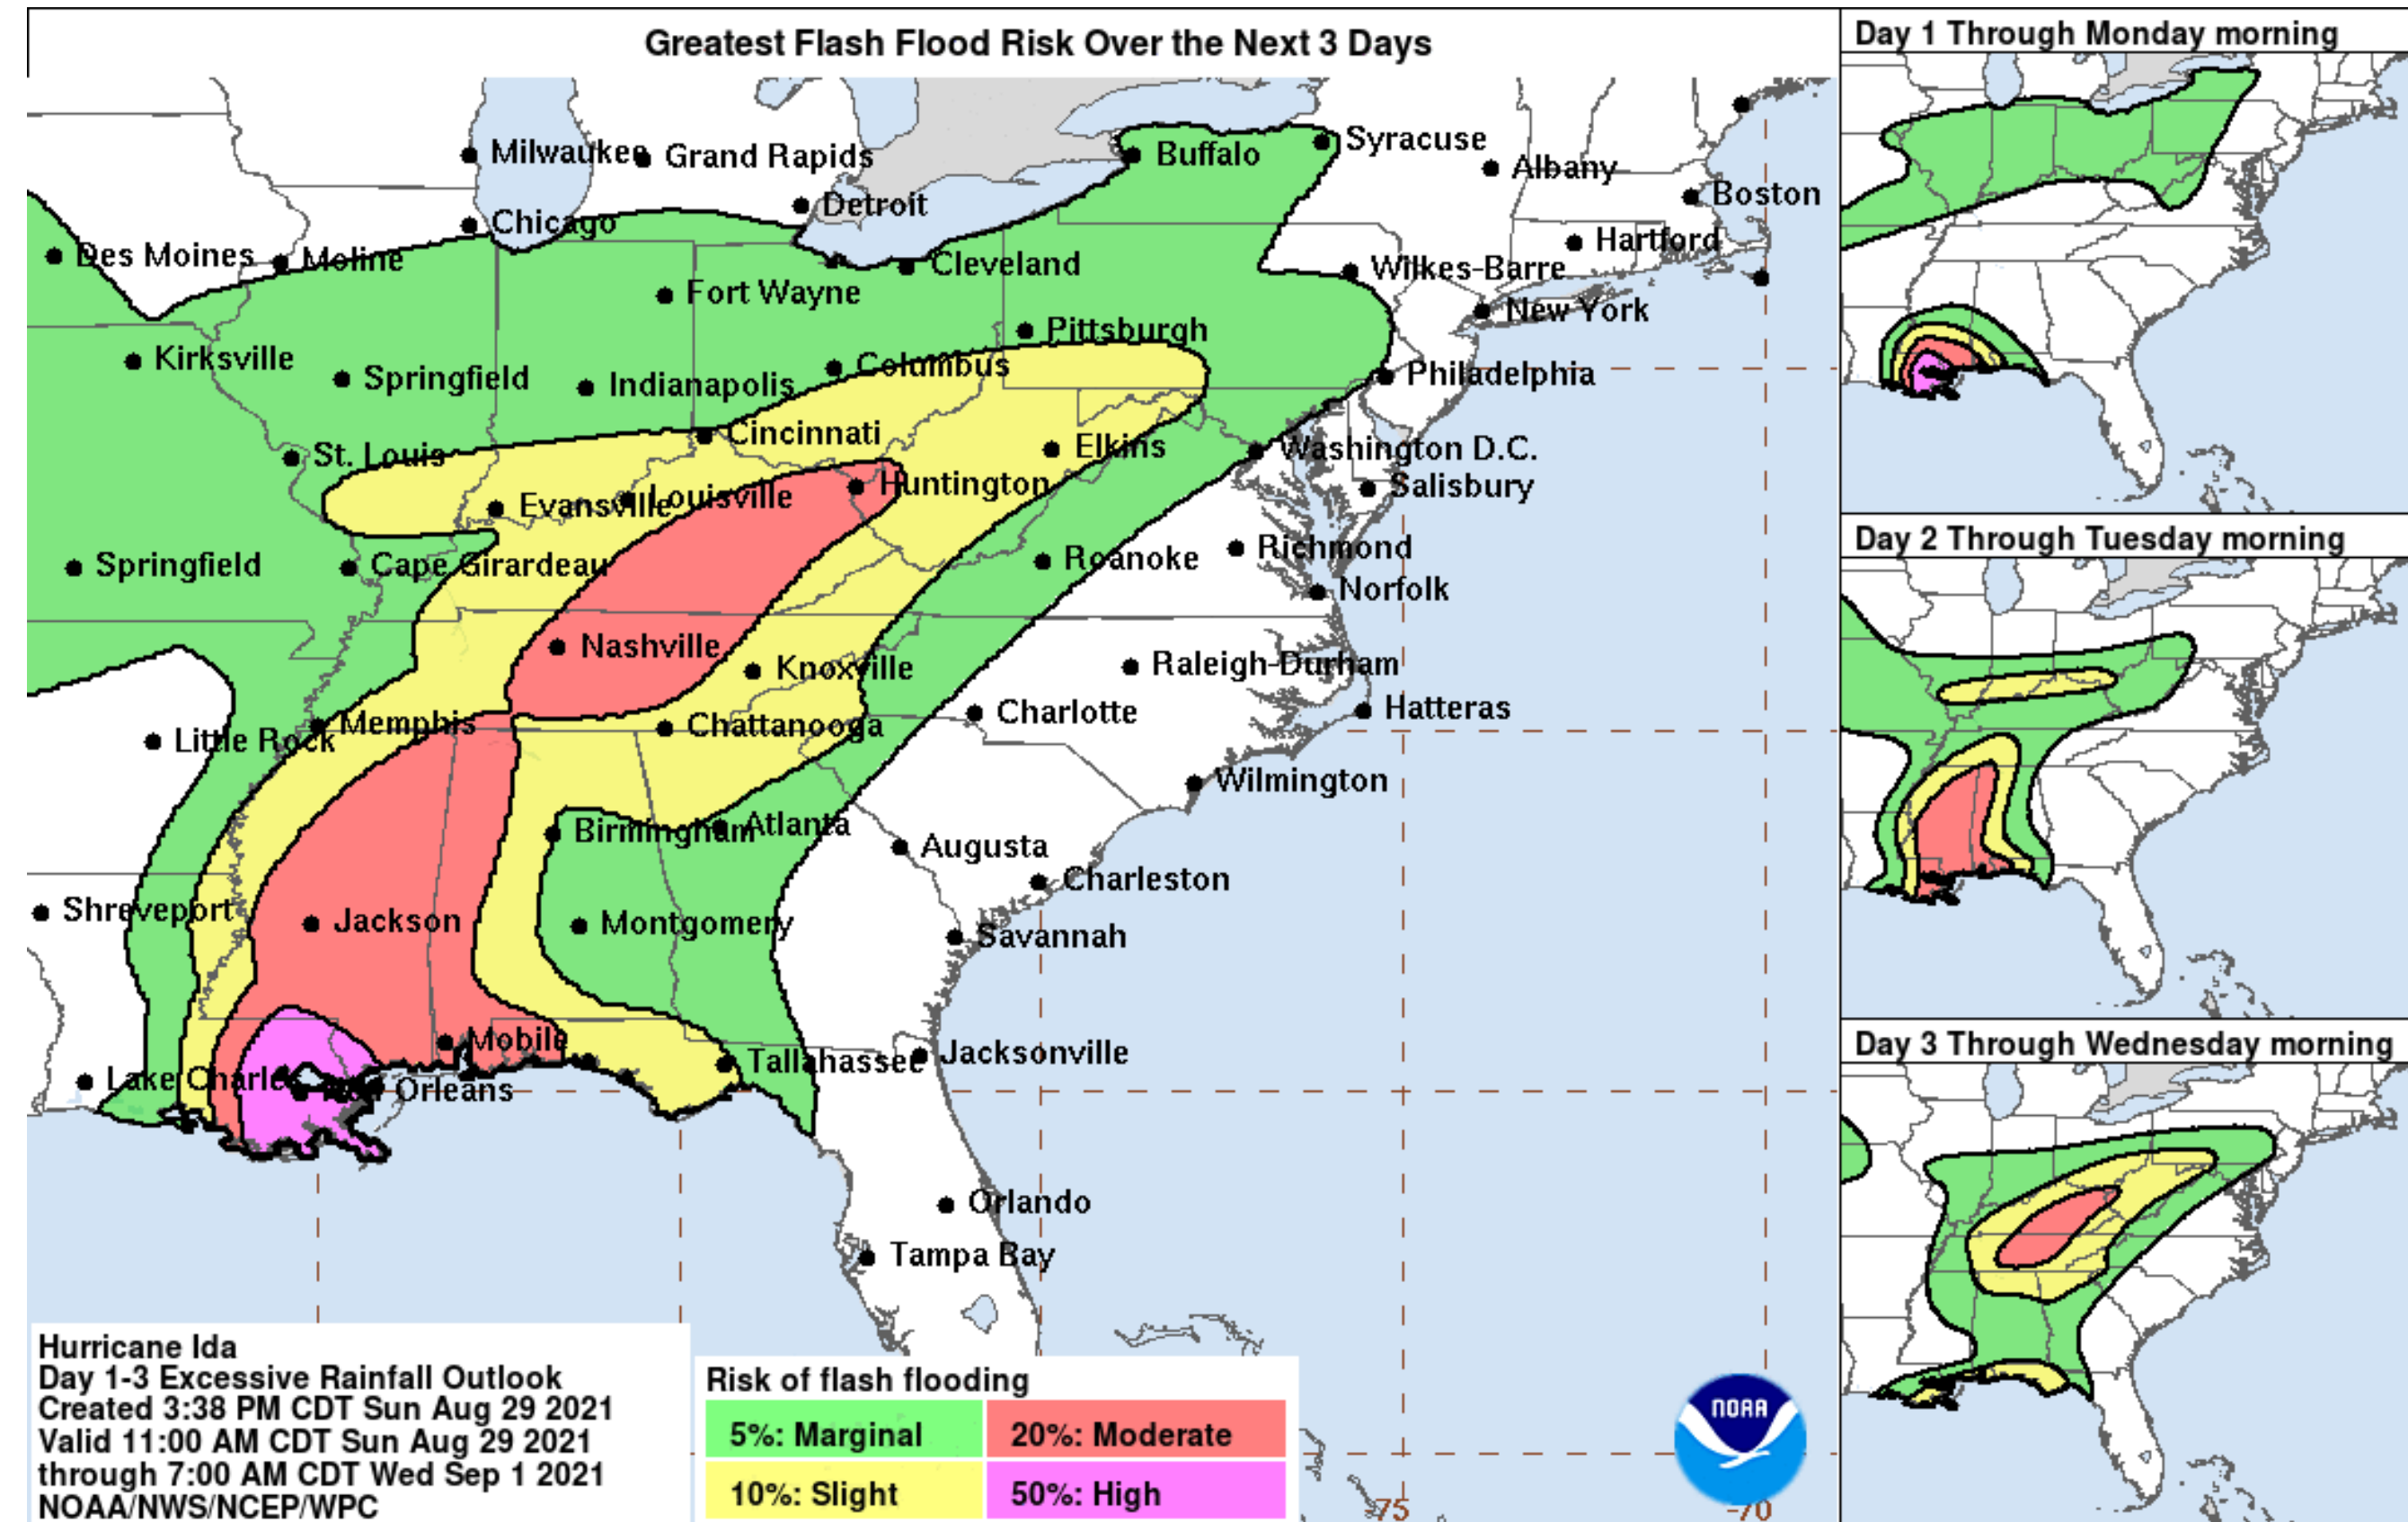 Greatest Flash Flood Risk Over the Next 3 Days
Milwaukee
Grand Rapids
Buffalo
Syracuse
Albany
Boston
Detroit
Chicago
Hartford
Des Moines
Moline
Cleveland
Wilkes-Barre
Fort Wayne
New York
Pittsburgh
Kirksville
Springfield
Indianapolis
Columbus
Philadelphia
Cincinnati
St. Louis
Elkins
Washington D.C.
Evansville
Louisville
Huntington
Salisbury
Springfield
Cape Girardeau
Roanoke
Richmond
Norfolk
Nashville
Knoxville
Raleigh-Durham
Memphis
Little Rock
Chattanooga
Charlotte
Hatteras
Wilmington
Birmingham
Atlanta
Augusta
Charleston
Shreveport
Jackson
Montgomery
Savannah
Mobile
Tallahassee
Jacksonville
Lake Charles
Orleans
Orlando
Tampa Bay
-75
-70
Hurricane Ida
Day 1-3 Excessive Rainfall Outlook
Created 3:38 PM CDT Sun Aug 29 2021
Valid 11:00 AM CDT Sun Aug 29 2021
through 7:00 AM CDT Wed Sep 1 2021
NOAA/NWS/NCEP/WPC
Risk of flash flooding
5%: Marginal
20%: Moderate
10%: Slight
50%: High
NOAA
Day 1 Through Monday morning
Day 2 Through Tuesday morning
Day 3 Through Wednesday morning